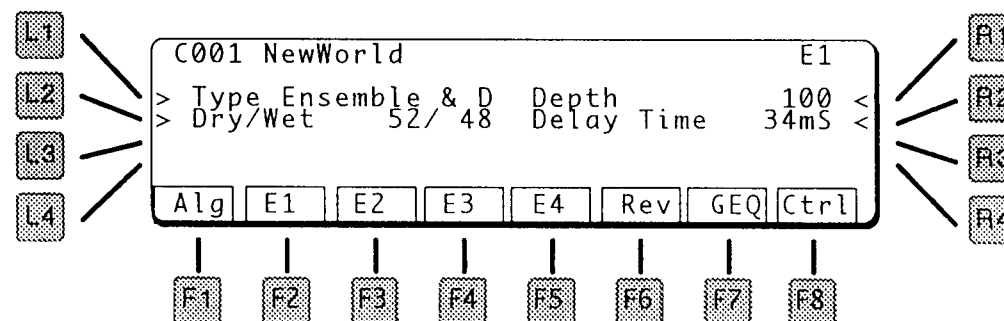 L1
L2
L3
L4
C001 NewWorld E1
> Type Ensemble & D Depth 100 <
> Dry/Wet 52/ 48 Delay Time 34mS <
Alg E1 E2 E3 E4 Rev GEQ Ctrl
F1 F2 F3 F4 F5 F6 F7 F8
R1
R2
R3
R4